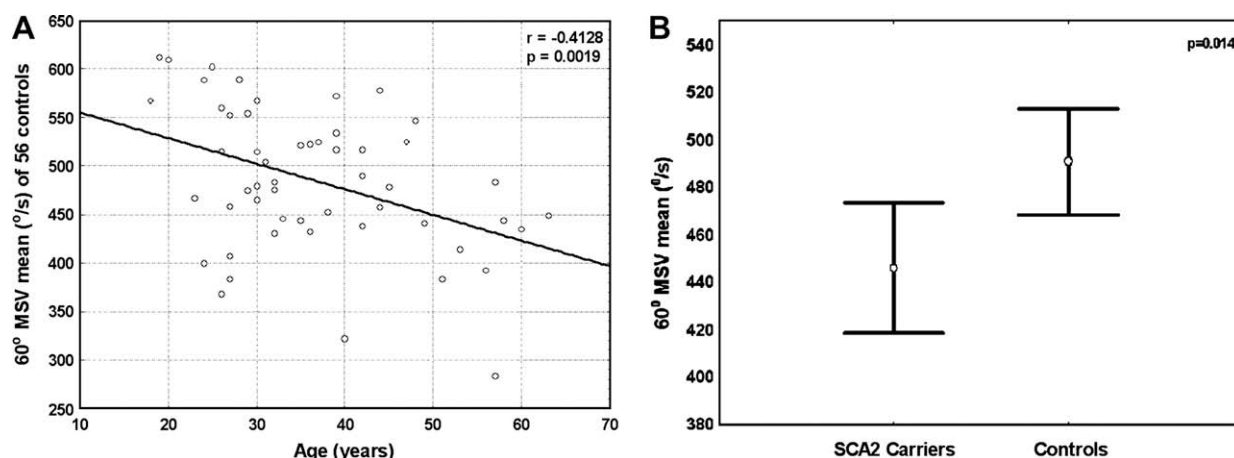 A
r = -0.4128
p = 0.0019
60° MSV mean (°/s) of 56 controls
650
600
550
500
450
400
350
300
250
10 20 30 40 50 60 70
Age (years)
B
p=0.014
60⁰ MSV mean (⁰/s)
540
520
500
480
460
440
420
400
380
SCA2 Carriers Controls